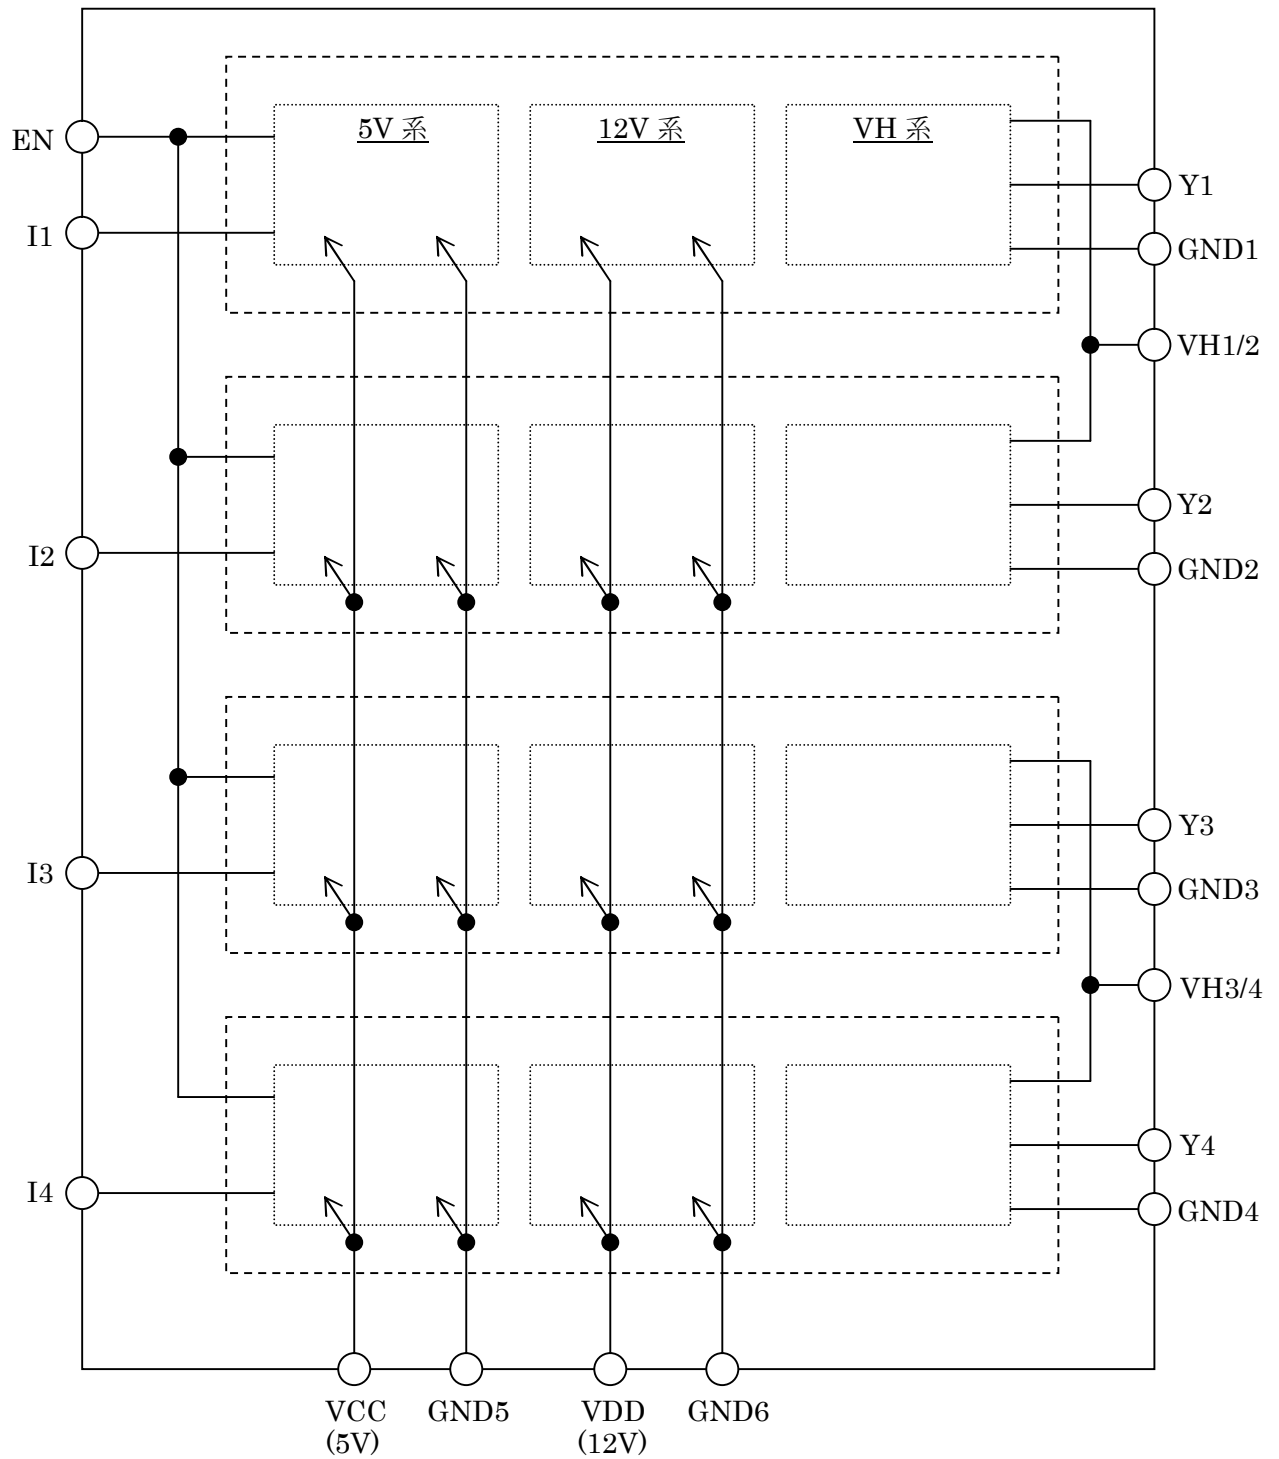 5V 系
12V 系
VH 系
EN
Y1
I1
GND1
VH1/2
Y2
I2
GND2
Y3
I3
GND3
VH3/4
Y4
I4
GND4
VCC
(5V)
GND5
VDD
(12V)
GND6